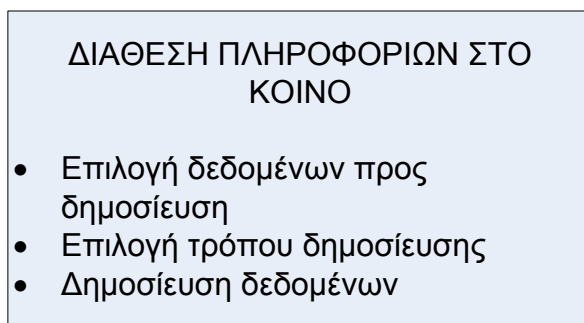 ΔΙΑΘΕΣΗ ΠΛΗΡΟΦΟΡΙΩΝ ΣΤΟ
ΚΟΙΝΟ
• Επιλογή δεδομένων προς
δημοσίευση
• Επιλογή τρόπου δημοσίευσης
• Δημοσίευση δεδομένων